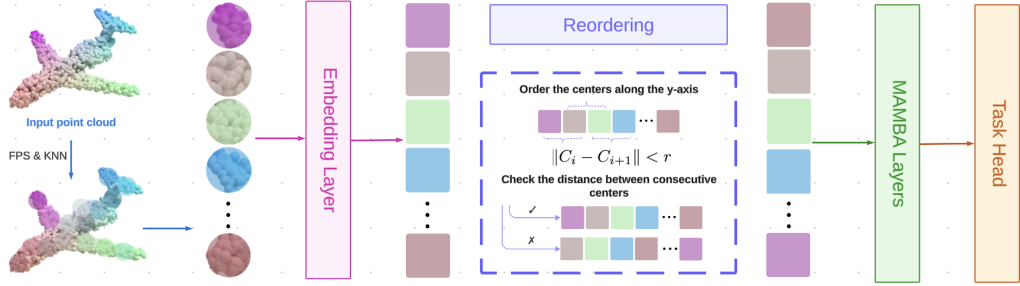 Input point cloud
FPS & KNN
Embedding Layer
Reordering
Order the centers along the y-axis
...
‖C_i − C_{i+1}‖ < r
Check the distance between consecutive
centers
✓ ...
✗ ...
MAMBA Layers
Task Head